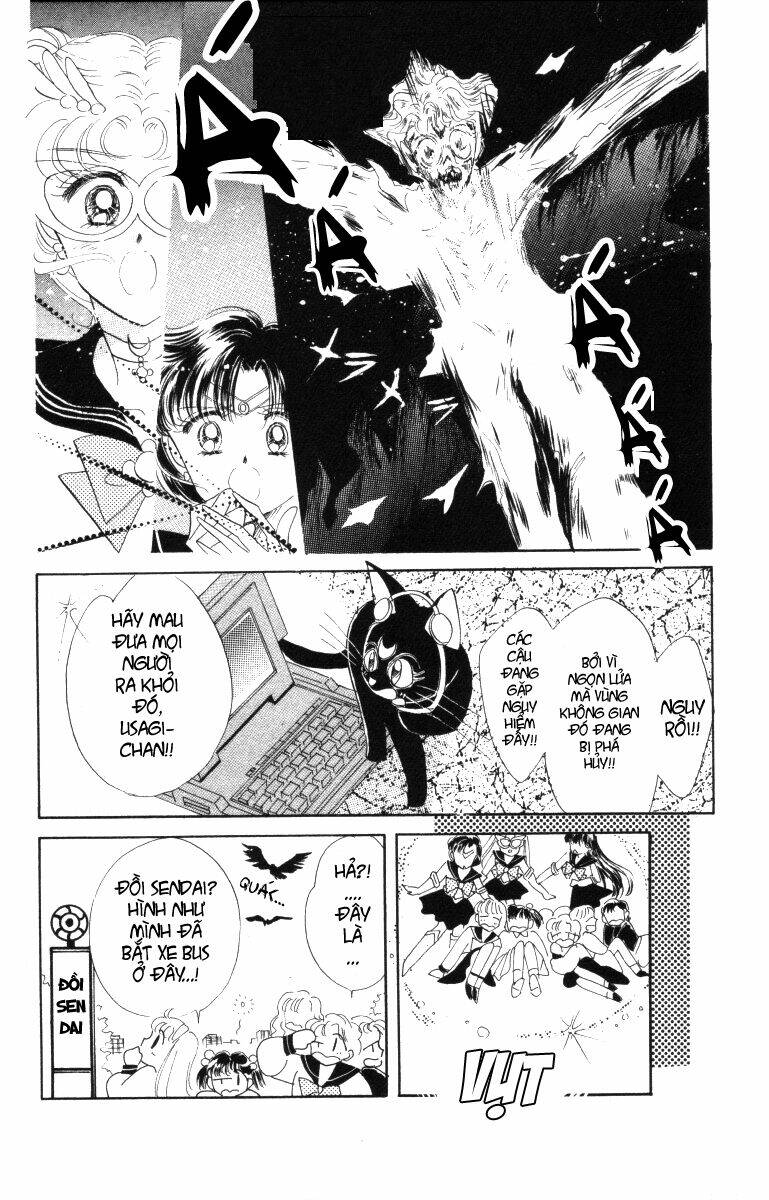 Á
Á
Á
Á
Á
Á
NGUY
RỒI!!
BỞI VÌ
NGỌN LỬA
MÀ VÙNG
KHÔNG GIAN
ĐÓ ĐANG
BỊ PHÁ
HỦY!!
CÁC
CẬU ĐANG
GẶP
NGUY
HIỂM
ĐẤY!!
HÃY MAU
ĐƯA MỌI
NGƯỜI
RA KHỎI
ĐÓ,
USAGI-
CHAN!!
VỤT
HẢ?!
....
ĐÂY
LÀ
...
QUÁC...
ĐỒI SENDAI?
HÌNH NHƯ
MÌNH ĐÃ
BẮT XE BUS
Ở ĐÂY...!
ĐỒI
SEN
DAI